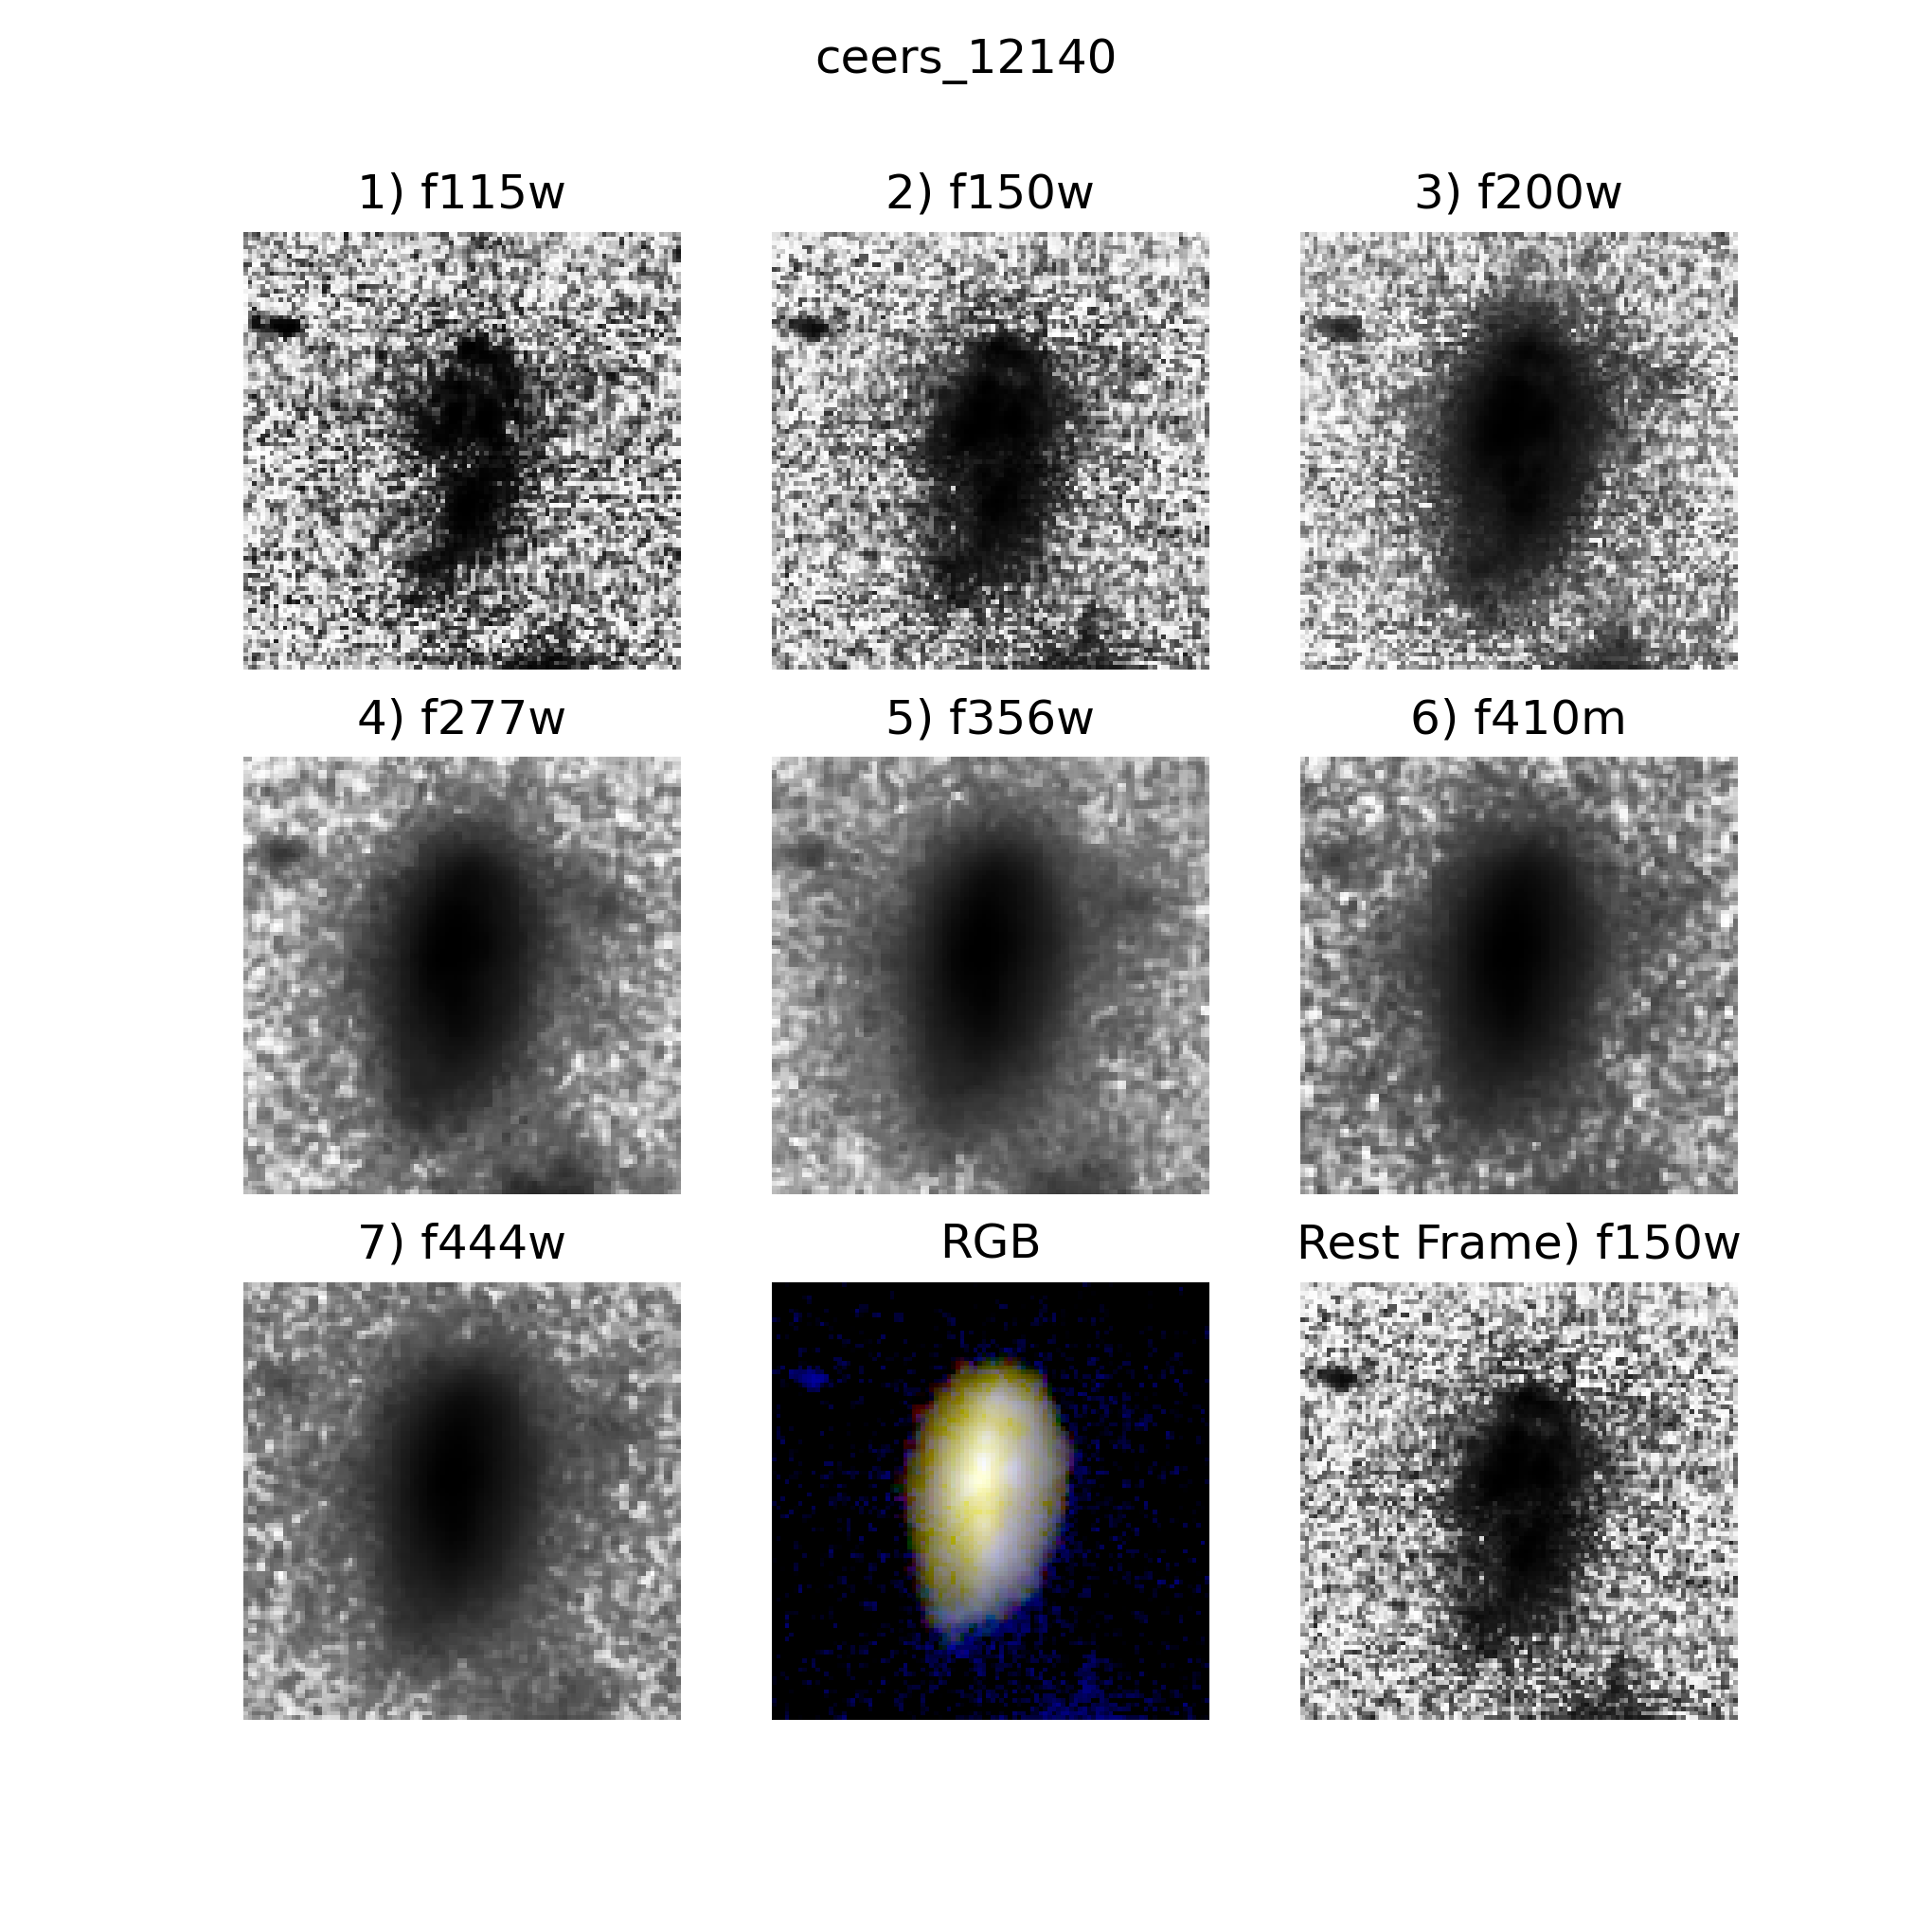 ceers_12140
1) f115w
2) f150w
3) f200w
4) f277w
5) f356w
6) f410m
7) f444w
RGB
Rest Frame) f150w